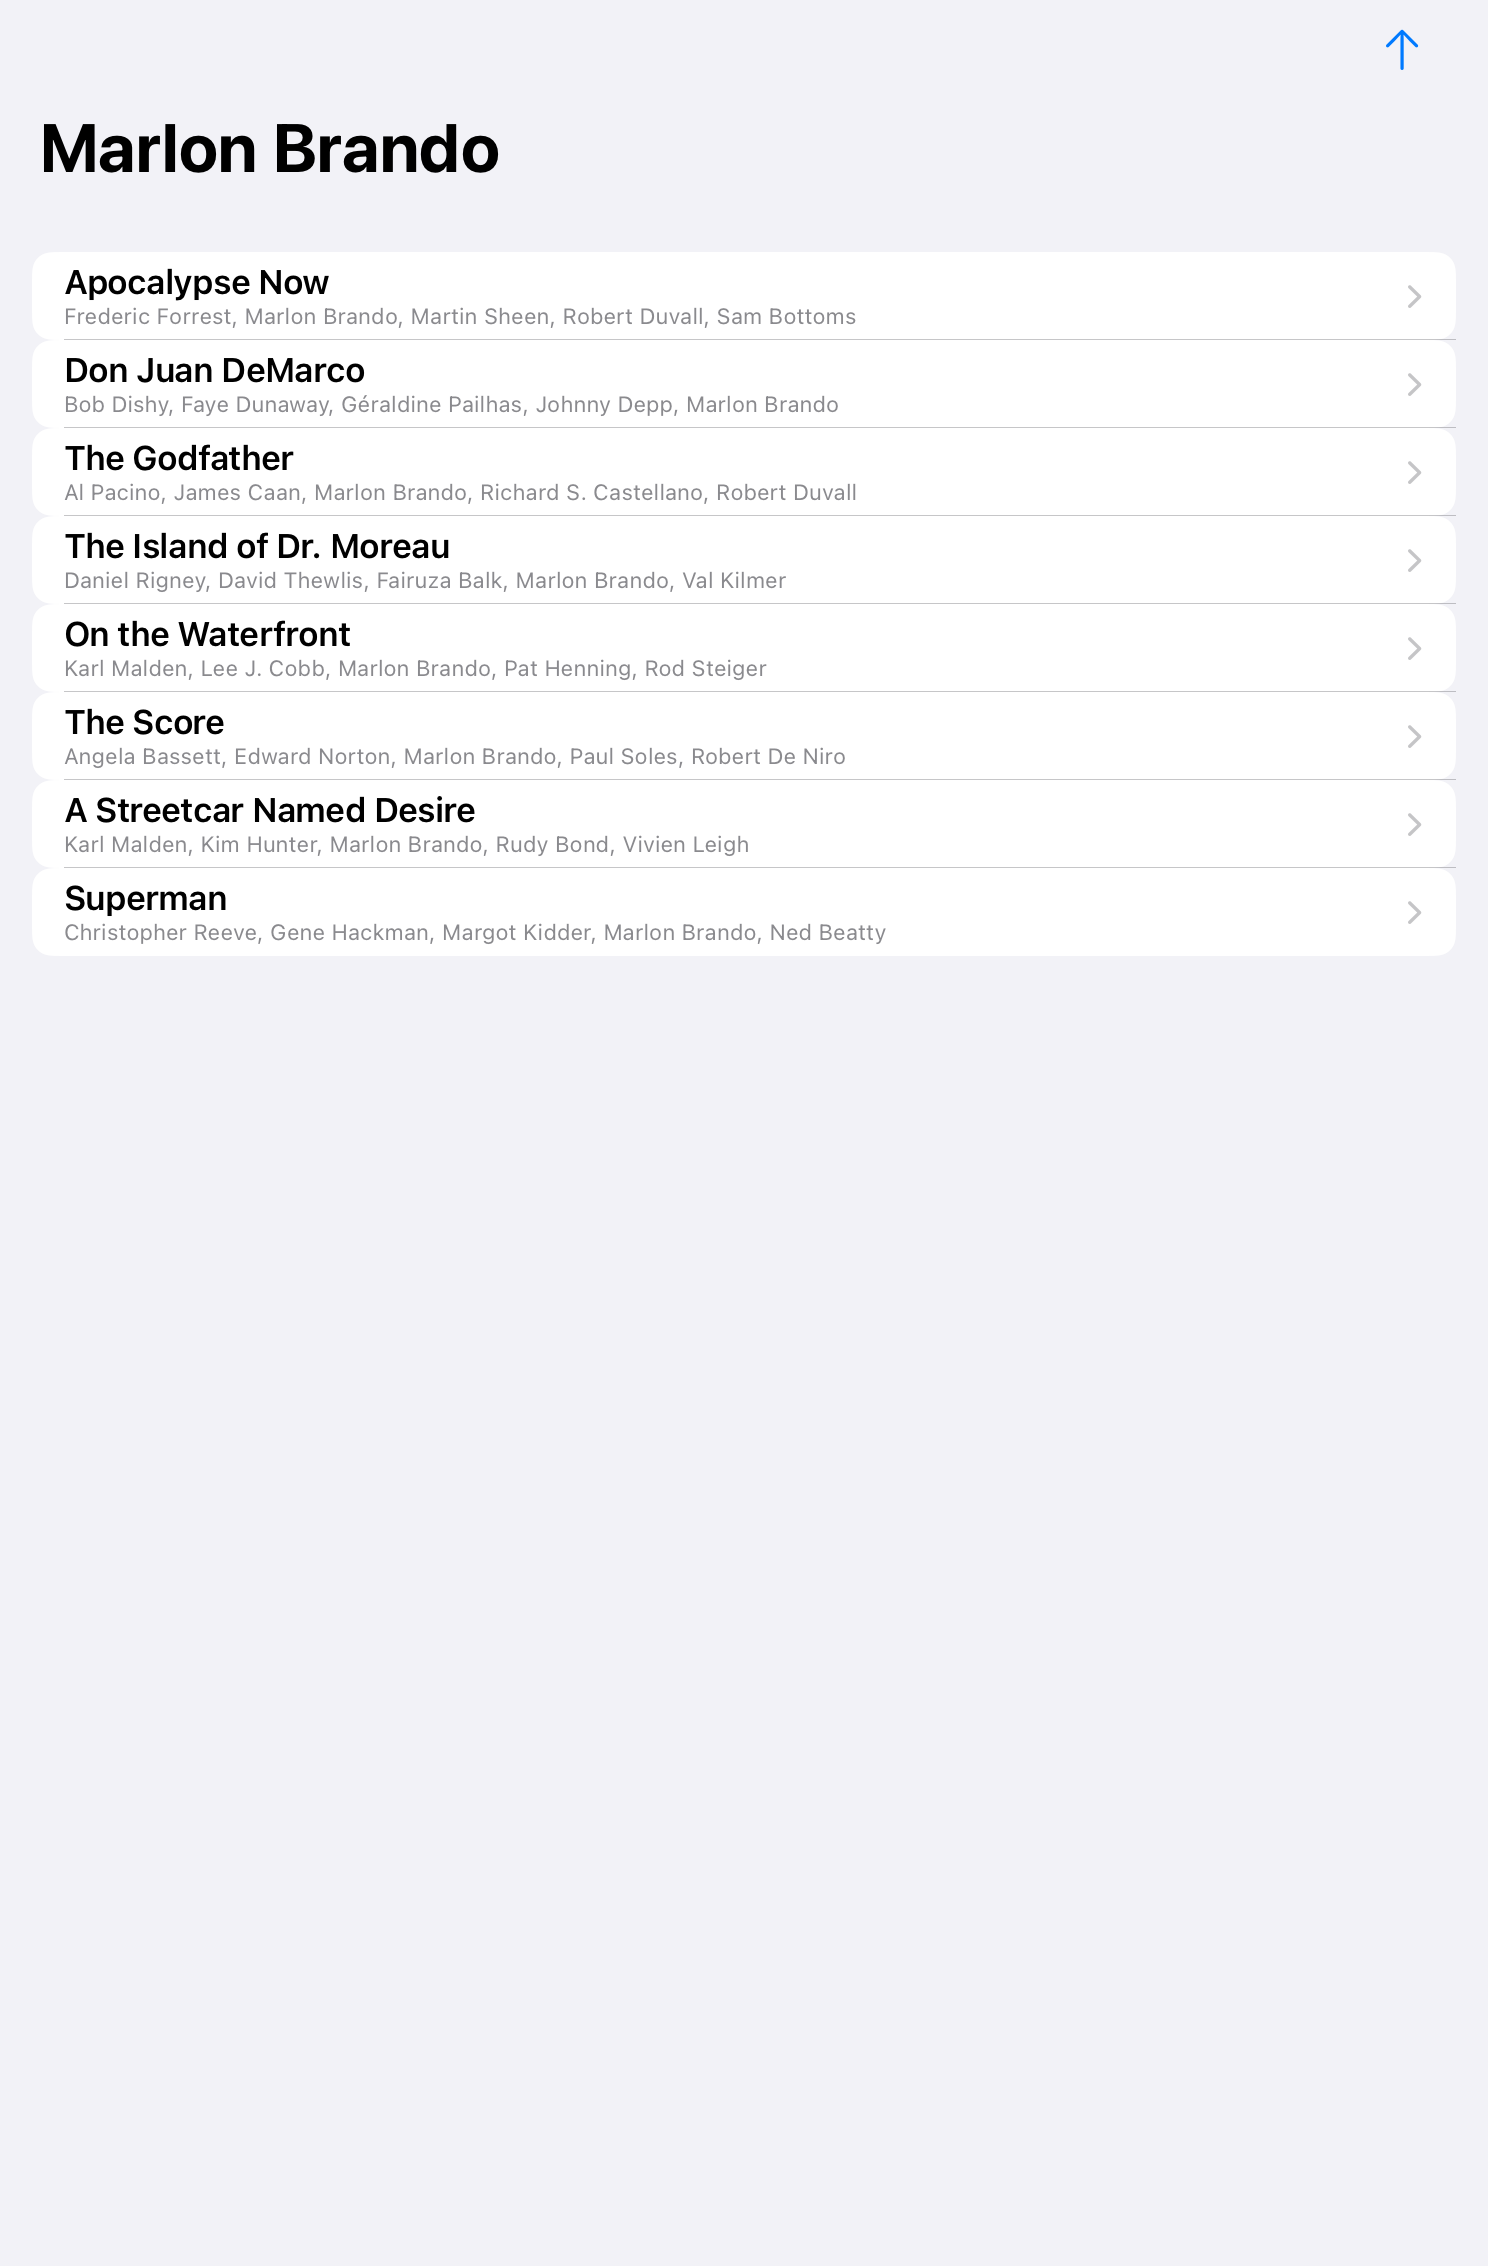 Marlon Brando
Apocalypse Now
Frederic Forrest, Marlon Brando, Martin Sheen, Robert Duvall, Sam Bottoms
Don Juan DeMarco
Bob Dishy, Faye Dunaway, Géraldine Pailhas, Johnny Depp, Marlon Brando
The Godfather
Al Pacino, James Caan, Marlon Brando, Richard S. Castellano, Robert Duvall
The Island of Dr. Moreau
Daniel Rigney, David Thewlis, Fairuza Balk, Marlon Brando, Val Kilmer
On the Waterfront
Karl Malden, Lee J. Cobb, Marlon Brando, Pat Henning, Rod Steiger
The Score
Angela Bassett, Edward Norton, Marlon Brando, Paul Soles, Robert De Niro
A Streetcar Named Desire
Karl Malden, Kim Hunter, Marlon Brando, Rudy Bond, Vivien Leigh
Superman
Christopher Reeve, Gene Hackman, Margot Kidder, Marlon Brando, Ned Beatty